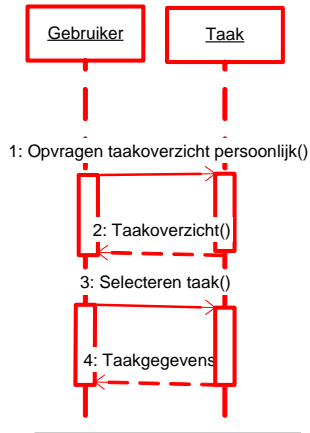 Gebruiker
Taak
1: Opvragen taakoverzicht persoonlijk()
2: Taakoverzicht()
3: Selecteren taak()
4: Taakgegevens